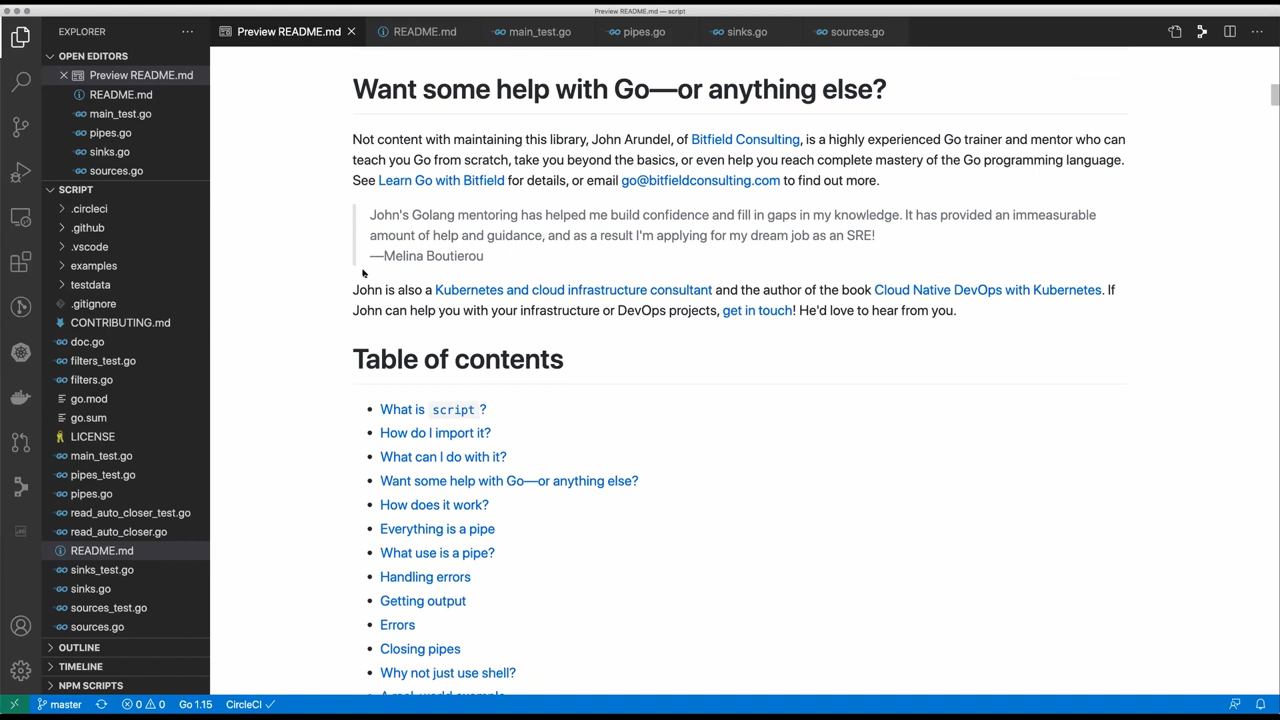 Preview README.md — script
EXPLORER
Preview README.md
README.md
main_test.go
pipes.go
sinks.go
sources.go
OPEN EDITORS
Preview README.md
README.md
main_test.go
pipes.go
sinks.go
sources.go
SCRIPT
.circleci
.github
.vscode
examples
testdata
.gitignore
CONTRIBUTING.md
doc.go
filters_test.go
filters.go
go.mod
go.sum
LICENSE
main_test.go
pipes_test.go
pipes.go
read_auto_closer_test.go
read_auto_closer.go
README.md
sinks_test.go
sinks.go
sources_test.go
sources.go
OUTLINE
TIMELINE
NPM SCRIPTS
Want some help with Go—or anything else?
Not content with maintaining this library, John Arundel, of Bitfield Consulting, is a highly experienced Go trainer and mentor who can
teach you Go from scratch, take you beyond the basics, or even help you reach complete mastery of the Go programming language.
See Learn Go with Bitfield for details, or email go@bitfieldconsulting.com to find out more.
John's Golang mentoring has helped me build confidence and fill in gaps in my knowledge. It has provided an immeasurable
amount of help and guidance, and as a result I'm applying for my dream job as an SRE!
—Melina Boutierou
John is also a Kubernetes and cloud infrastructure consultant and the author of the book Cloud Native DevOps with Kubernetes. If
John can help you with your infrastructure or DevOps projects, get in touch! He'd love to hear from you.
Table of contents
What is script?
How do I import it?
What can I do with it?
Want some help with Go—or anything else?
How does it work?
Everything is a pipe
What use is a pipe?
Handling errors
Getting output
Errors
Closing pipes
Why not just use shell?
A real-world example
master
0 0
Go 1.15
CircleCI ✓